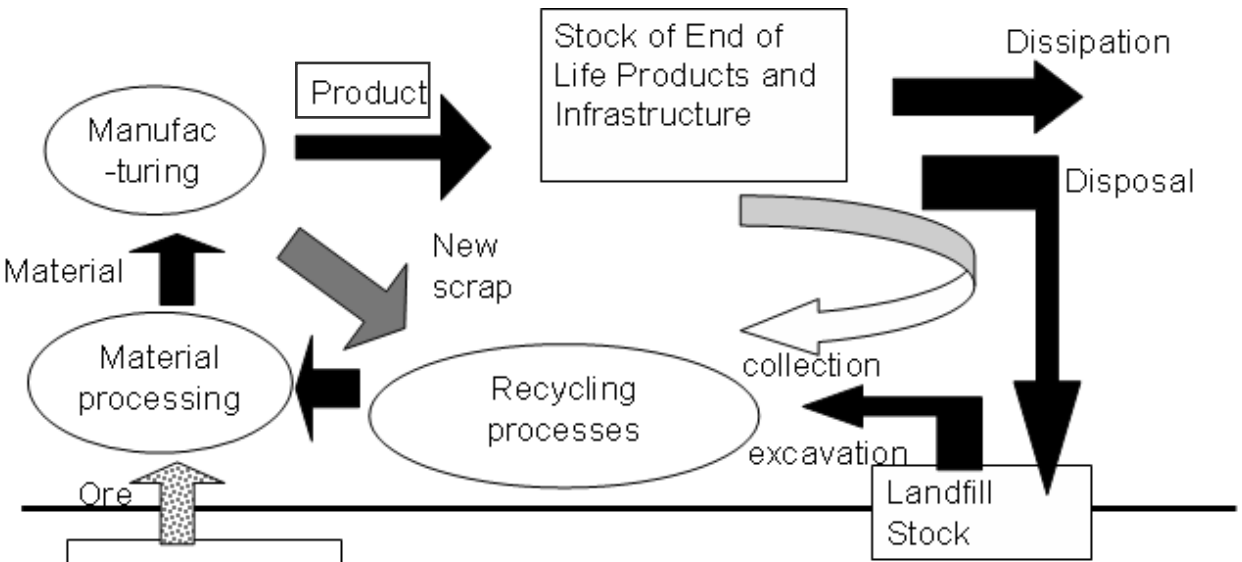 Stock of End of
Life Products and
Infrastructure
Dissipation
Product
Manufac
-turing
Disposal
New
scrap
Material
Material
processing
Recycling
processes
collection
excavation
Ore
Landfill
Stock